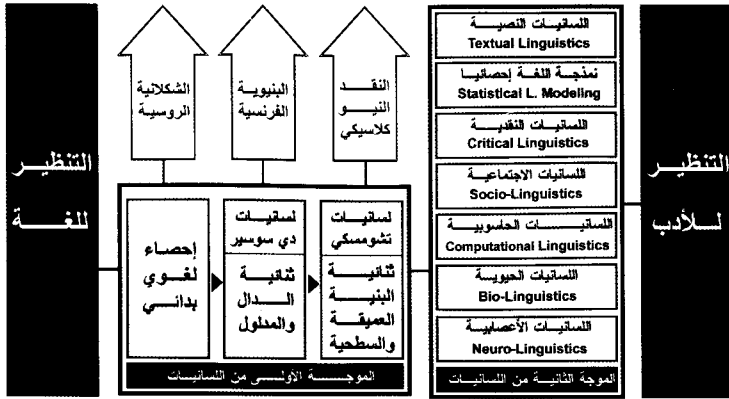 التنظير
للغة
الشكلانية
الروسية
البنيوية
الفرنسية
النقد
النيو
كلاسيكي
إحصاء
لغوي
بدائي
لسانيات
دي سوسير
ثنائية
الدال
والمدلول
لسانيات
تشومسكي
ثنائية
البنية
العميقة
والسطحية
الموجة الأولى من اللسانيات
اللسانيات النصية
Textual Linguistics
نمذجة اللغة إحصائيا
Statistical L. Modeling
اللسانيات النقدية
Critical Linguistics
اللسانيات الاجتماعية
Socio-Linguistics
اللسانيات الحاسوبية
Computational Linguistics
اللسانيات الحيوية
Bio-Linguistics
اللسانيات الأعصابية
Neuro-Linguistics
الموجة الثانية من اللسانيات
التنظير
للأدب